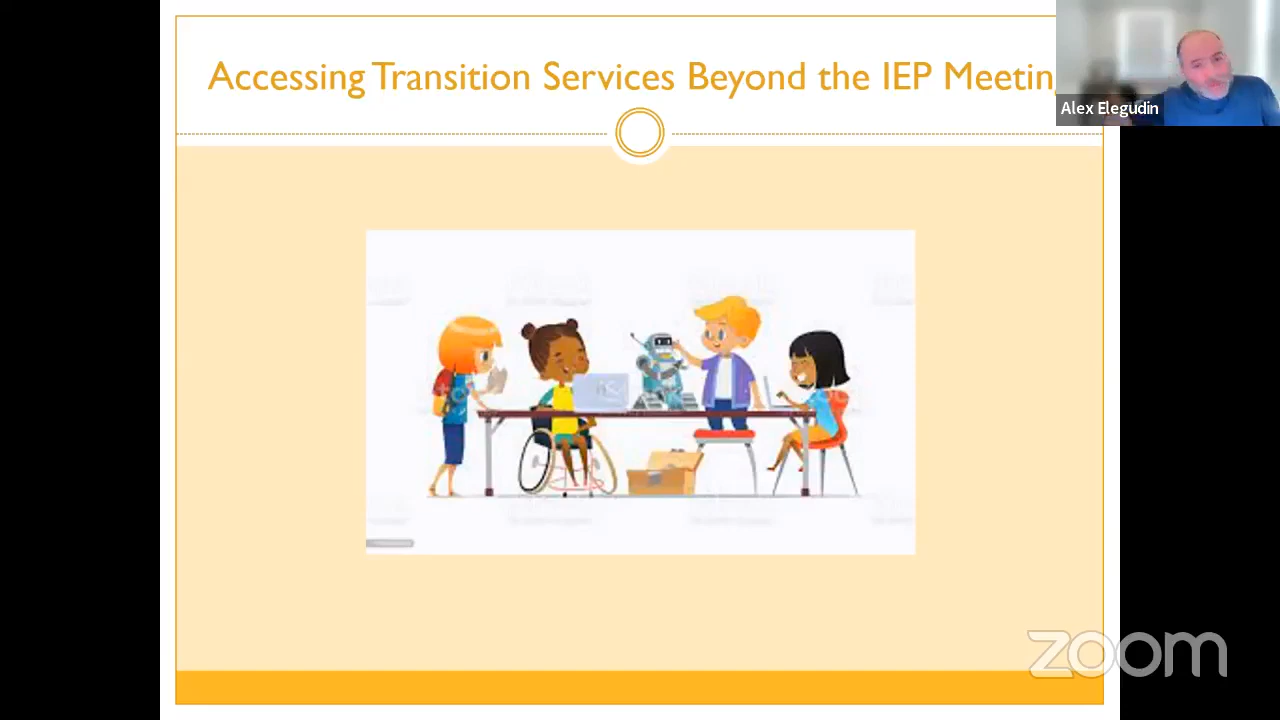 Accessing Transition Services Beyond the IEP Meetin
Alex Elegudin
zoom